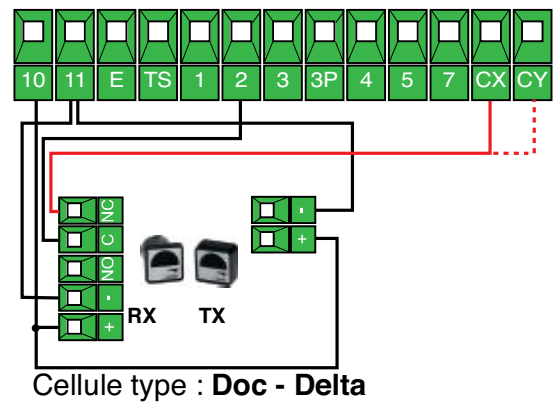 10 11 E TS 1 2 3 3P 4 5 7 CX CY
NC
C
NO
-
+
-
+
RX TX
Cellule type : Doc - Delta